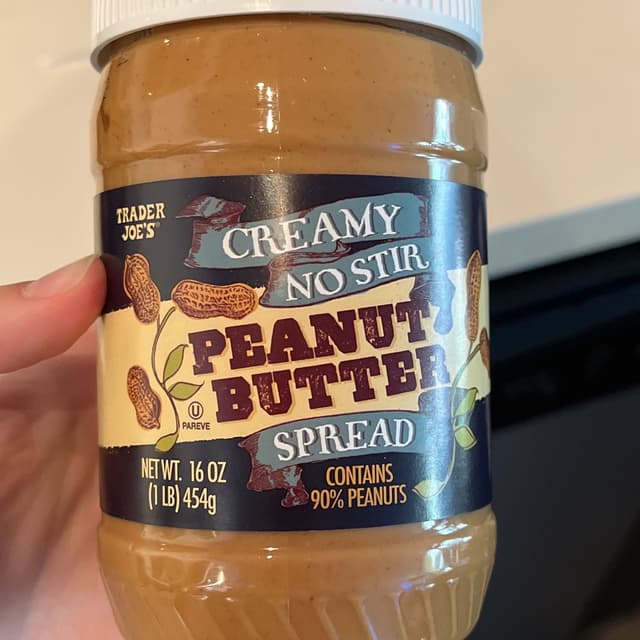 TRADER
JOE'S®
CREAMY
NO STIR
PEANUT
BUTTER
U
PAREVE
SPREAD
NET WT. 16 OZ
(1 LB) 454g
CONTAINS
90% PEANUTS